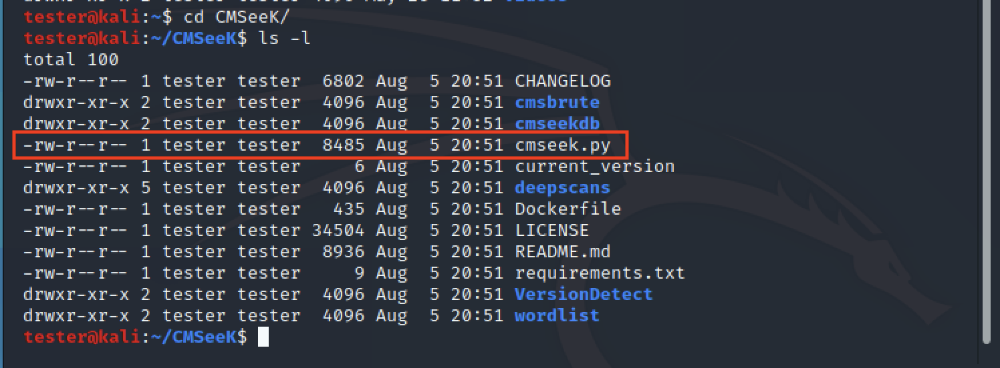 tester@kali:~$ cd CMSeeK/
tester@kali:~/CMSeeK$ ls -l
total 100
-rw-r--r-- 1 tester tester  6802 Aug  5 20:51 CHANGELOG
drwxr-xr-x 2 tester tester  4096 Aug  5 20:51 cmsbrute
drwxr-xr-x 2 tester tester  4096 Aug  5 20:51 cmseekdb
-rw-r--r-- 1 tester tester  8485 Aug  5 20:51 cmseek.py
-rw-r--r-- 1 tester tester     6 Aug  5 20:51 current_version
drwxr-xr-x 5 tester tester  4096 Aug  5 20:51 deepscans
-rw-r--r-- 1 tester tester   435 Aug  5 20:51 Dockerfile
-rw-r--r-- 1 tester tester 34504 Aug  5 20:51 LICENSE
-rw-r--r-- 1 tester tester  8936 Aug  5 20:51 README.md
-rw-r--r-- 1 tester tester     9 Aug  5 20:51 requirements.txt
drwxr-xr-x 2 tester tester  4096 Aug  5 20:51 VersionDetect
drwxr-xr-x 2 tester tester  4096 Aug  5 20:51 wordlist
tester@kali:~/CMSeeK$